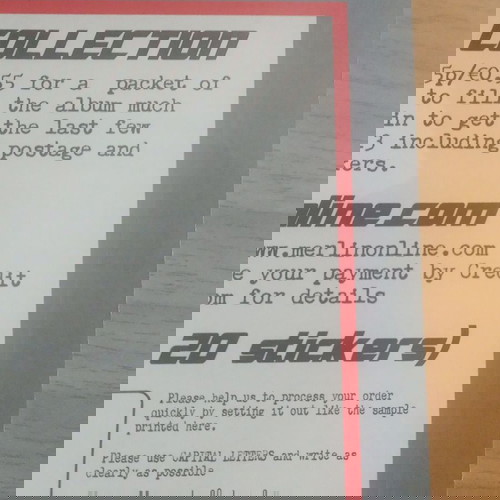 COLLECTION
5p/€0.55 for a packet of
to fill the album much
in to get the last few
including postage and
ers.
line.com
ww.merlinonline.com
e your payment by Credit
om for details
20 stickers)
Please help us to process your order
quickly by setting it out like the sample
printed here.
Please use CAPITAL LETTERS and write as
clearly as possible